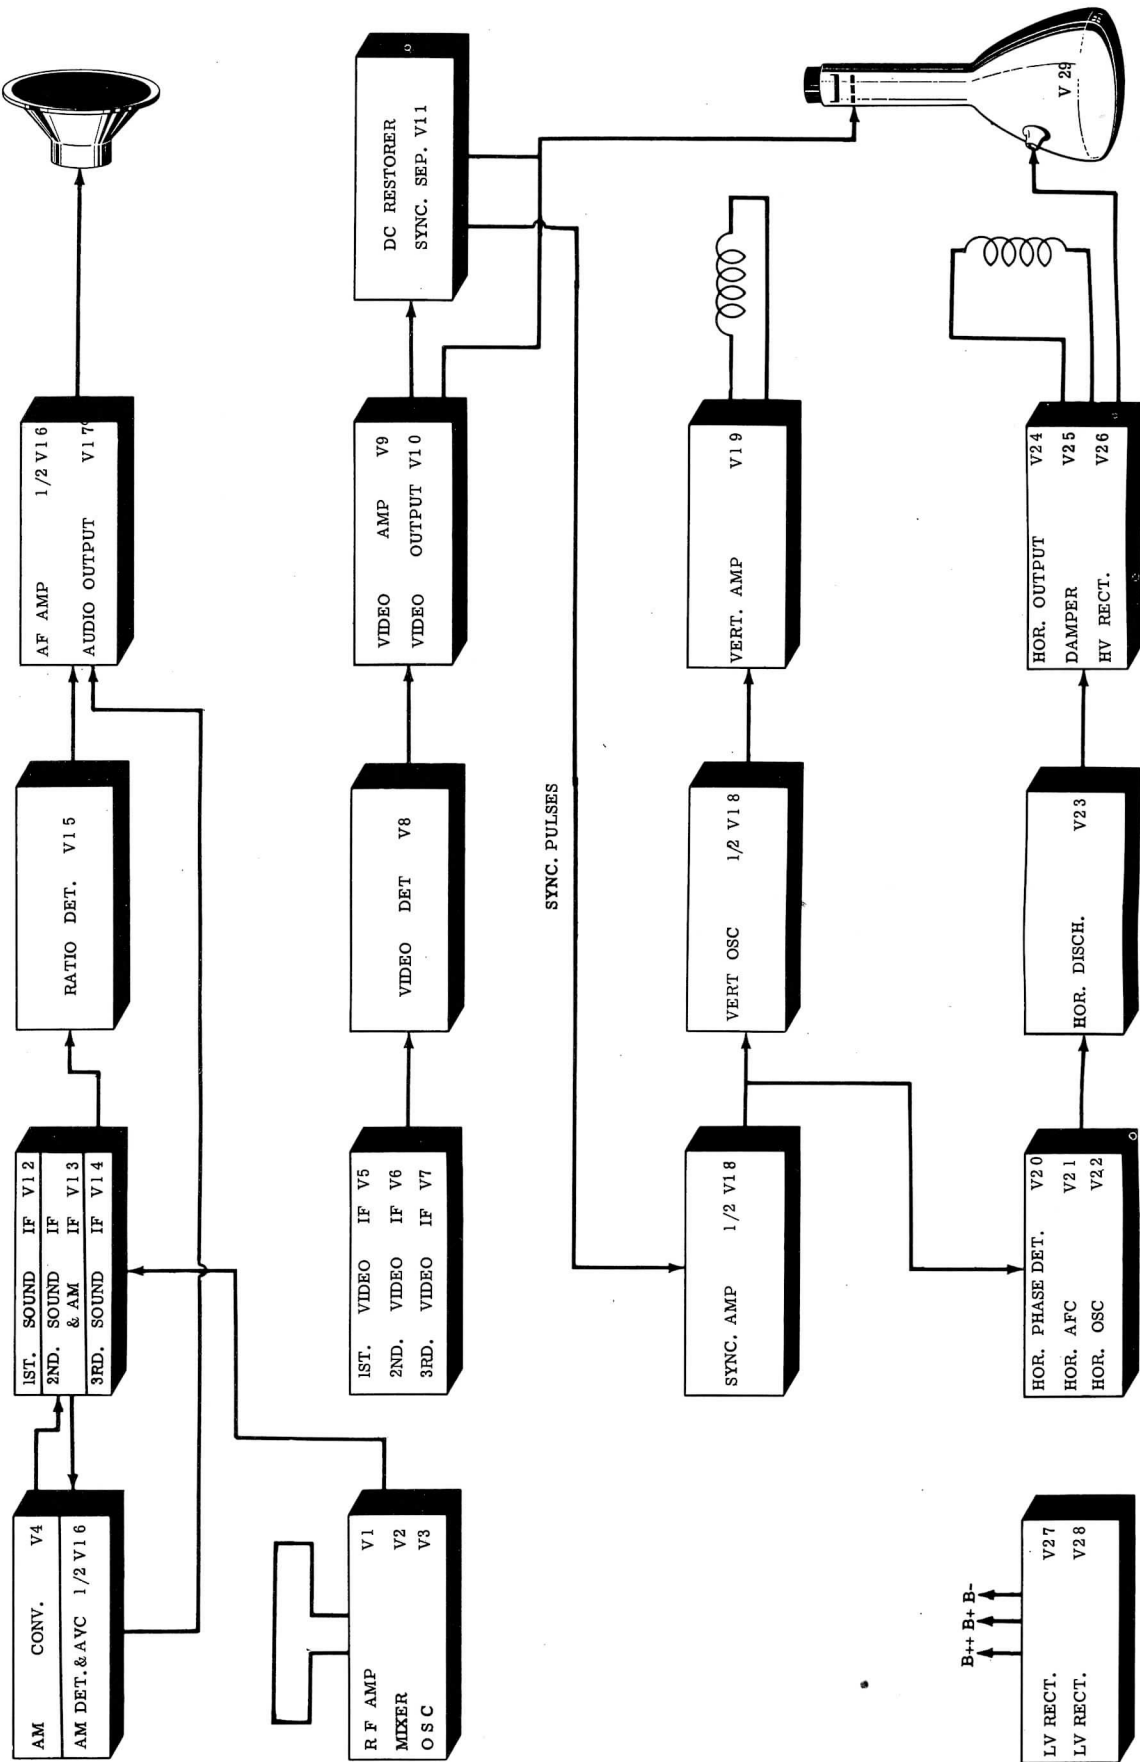 AM CONV. V4
AM DET. & AVC 1/2 V16
1ST. SOUND IF V12
2ND. SOUND IF
& AM IF V13
3RD. SOUND IF V14
RATIO DET. V15
AF AMP 1/2 V16
AUDIO OUTPUT V17
R F AMP V1
MIXER V2
OSC V3
1ST. VIDEO IF V5
2ND. VIDEO IF V6
3RD. VIDEO IF V7
VIDEO DET V8
VIDEO AMP V9
VIDEO OUTPUT V10
DC RESTORER
SYNC. SEP. V11
SYNC. PULSES
SYNC. AMP 1/2 V18
VERT OSC 1/2 V18
VERT. AMP V19
V 29
B++ B+ B-
LV RECT. V27
LV RECT. V28
HOR. PHASE DET. V20
HOR. AFC V21
HOR. OSC V22
HOR. DISCH. V23
HOR. OUTPUT V24
DAMPER V25
HV RECT. V26